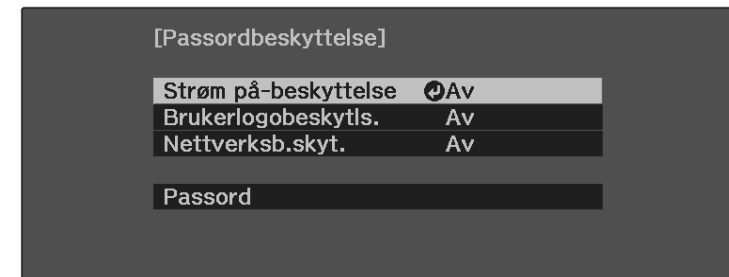 [Passordbeskyttelse]
Strøm på-beskyttelse Av
Brukerlogobeskytls. Av
Nettverksb.skyt. Av
Passord